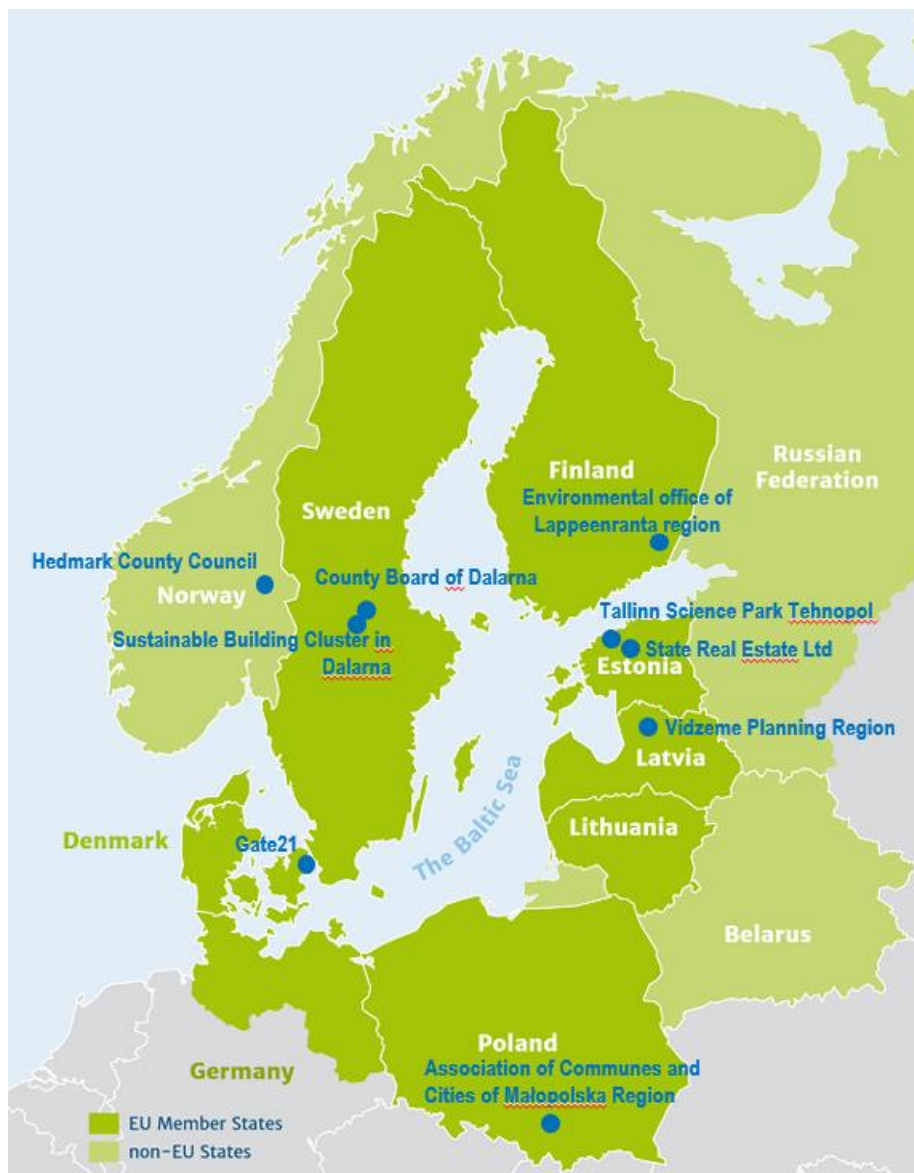 Finland
Russian
Federation
Environmental office of
Lappeenranta region
Sweden
Hedmark County Council
Norway
County Board of Dalarna
Sustainable Building Cluster in
Dalarna
Tallinn Science Park Tehnopol
State Real Estate Ltd
Estonia
Vidzeme Planning Region
Latvia
The Baltic Sea
Lithuania
Denmark
Gate21
Belarus
Poland
Association of Communes and
Cities of Małopolska Region
Germany
EU Member States
non-EU States